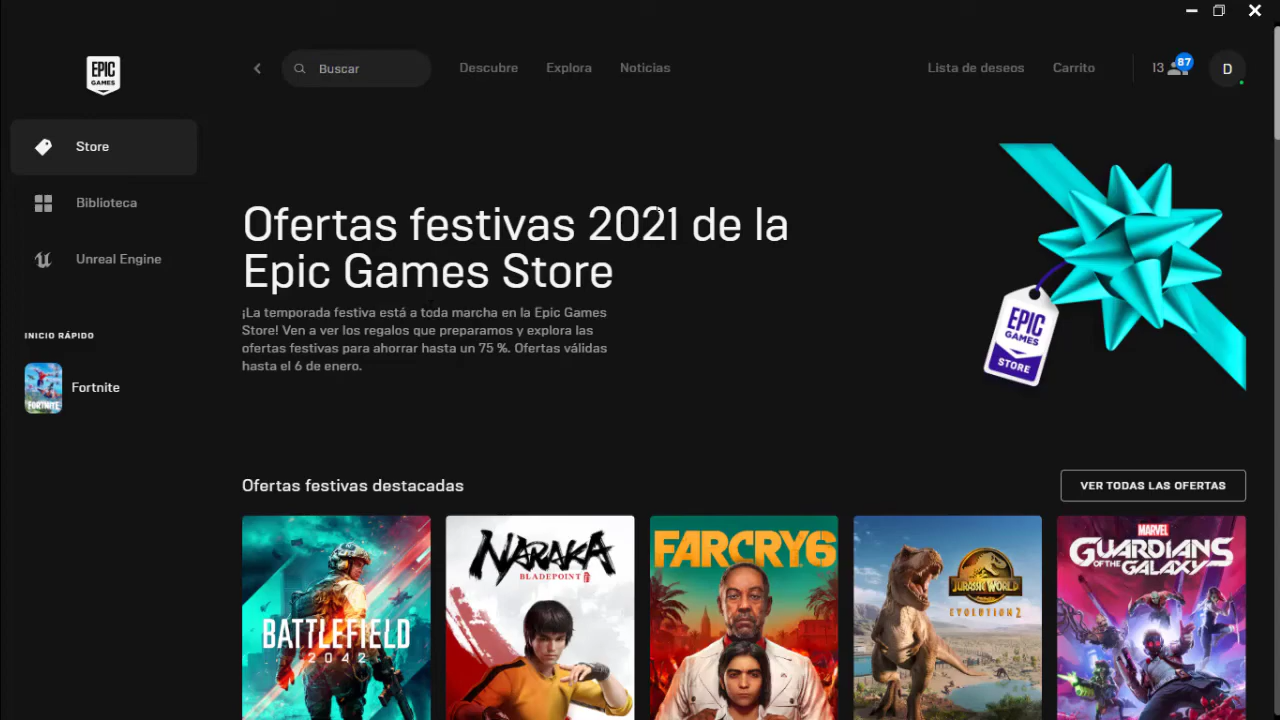 EPIC
GAMES
Buscar
Descubre
Explora
Noticias
Lista de deseos
Carrito
13
87
D
Store
Biblioteca
Unreal Engine
INICIO RÁPIDO
FORTNITE
Fortnite
Ofertas festivas 2021 de la
Epic Games Store
¡La temporada festiva está a toda marcha en la Epic Games
Store! Ven a ver los regalos que preparamos y explora las
ofertas festivas para ahorrar hasta un 75 %. Ofertas válidas
hasta el 6 de enero.
EPIC
GAMES
STORE
Ofertas festivas destacadas
VER TODAS LAS OFERTAS
BATTLEFIELD
2042
NARAKA
BLADEPOINT
FARCRY6
JURASSIC WORLD
EVOLUTION 2
MARVEL
GUARDIANS
OF THE GALAXY